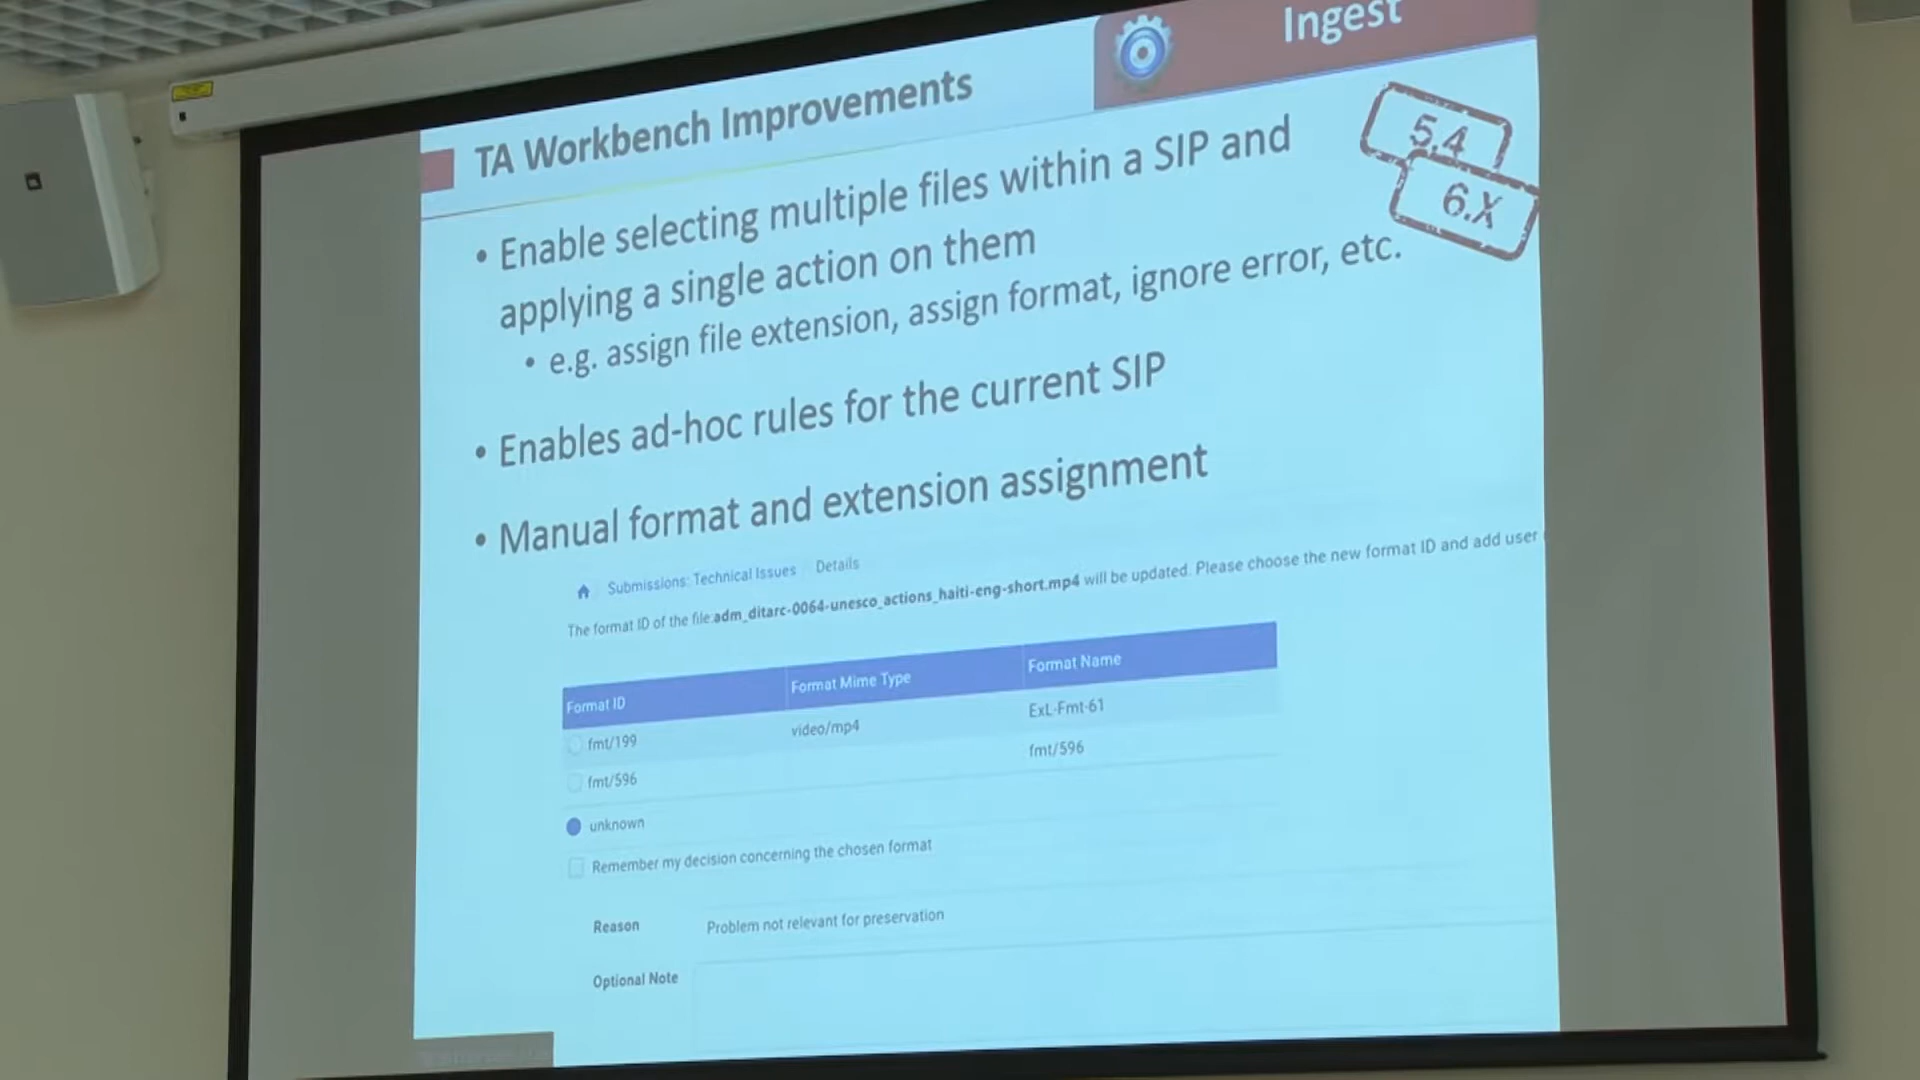 Ingest
TA Workbench Improvements
5.4
6.X
• Enable selecting multiple files within a SIP and
applying a single action on them
• e.g. assign file extension, assign format, ignore error, etc.
• Enables ad-hoc rules for the current SIP
• Manual format and extension assignment
Submissions: Technical Issues Details
The format ID of the file adm_ditarc-0064-unesco_actions_haiti-eng-short.mp4 will be updated. Please choose the new format ID and add user
Format ID Format Mime Type Format Name
fmt/199 video/mp4 ExL-Fmt-61
fmt/596 fmt/596
unknown
Remember my decision concerning the chosen format
Reason Problem not relevant for preservation
Optional Note